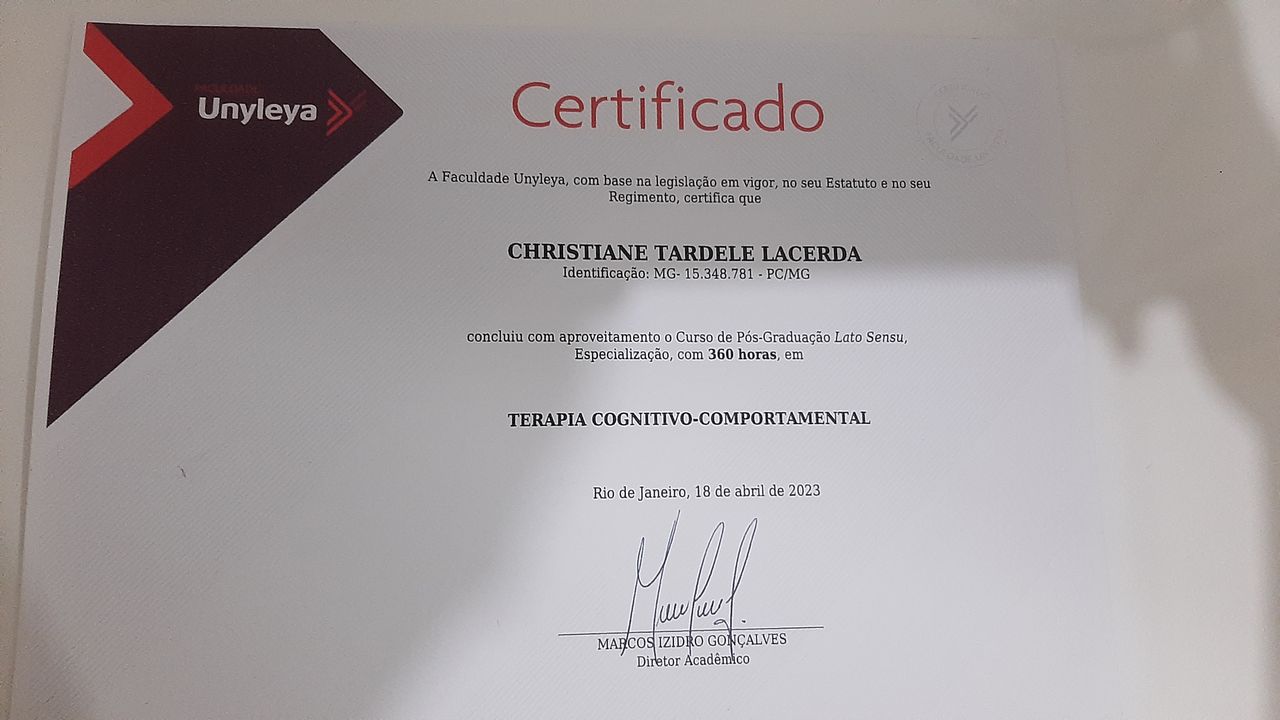 FACULDADE
Unyleya
Certificado
A Faculdade Unyleya, com base na legislação em vigor, no seu Estatuto e no seu
Regimento, certifica que
CHRISTIANE TARDELE LACERDA
Identificação: MG- 15.348.781 - PC/MG
concluiu com aproveitamento o Curso de Pós-Graduação Lato Sensu,
Especialização, com 360 horas, em
TERAPIA COGNITIVO-COMPORTAMENTAL
Rio de Janeiro, 18 de abril de 2023
MARCOS IZIDRO GONÇALVES
Diretor Acadêmico